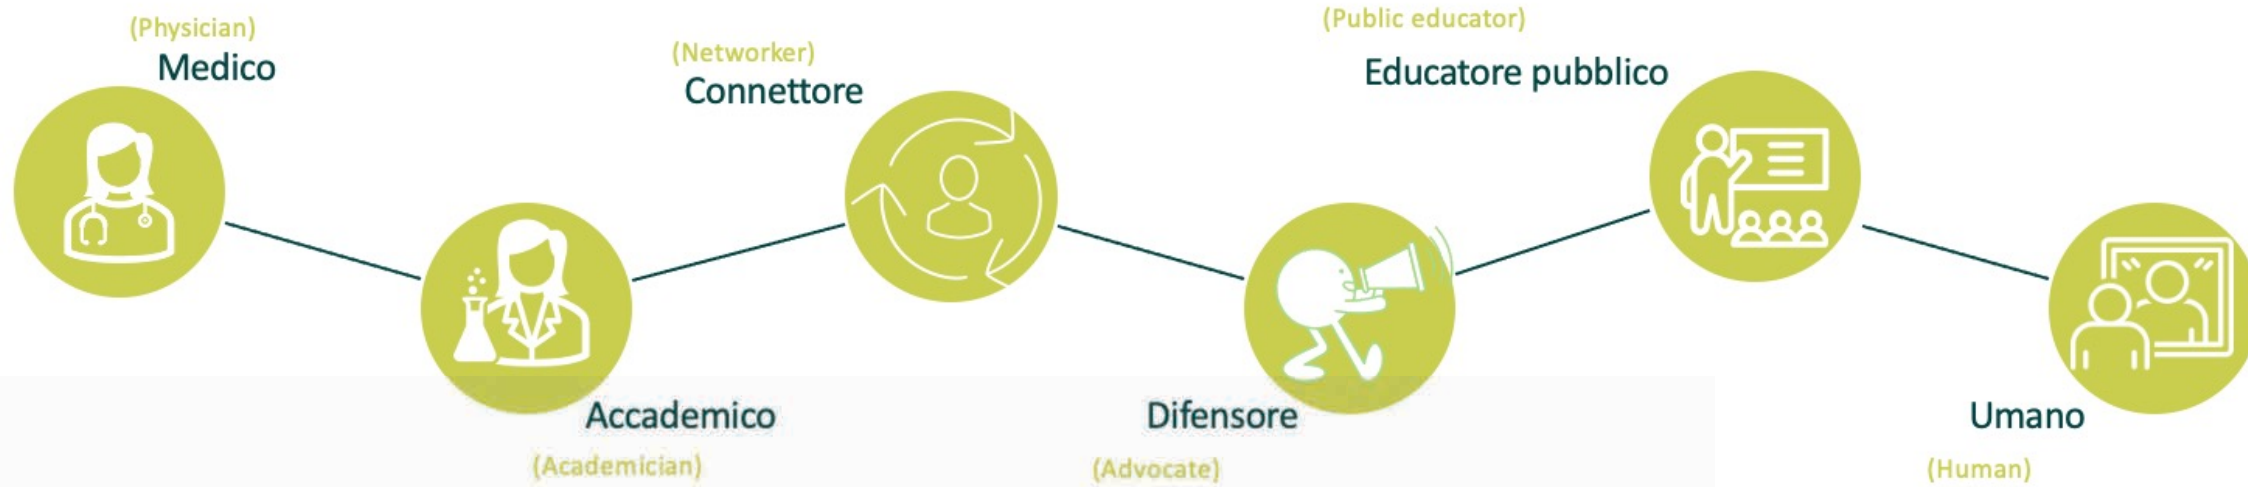 (Physician)
Medico
Accademico
(Academician)
(Networker)
Connettore
Difensore
(Advocate)
(Public educator)
Educatore pubblico
Umano
(Human)